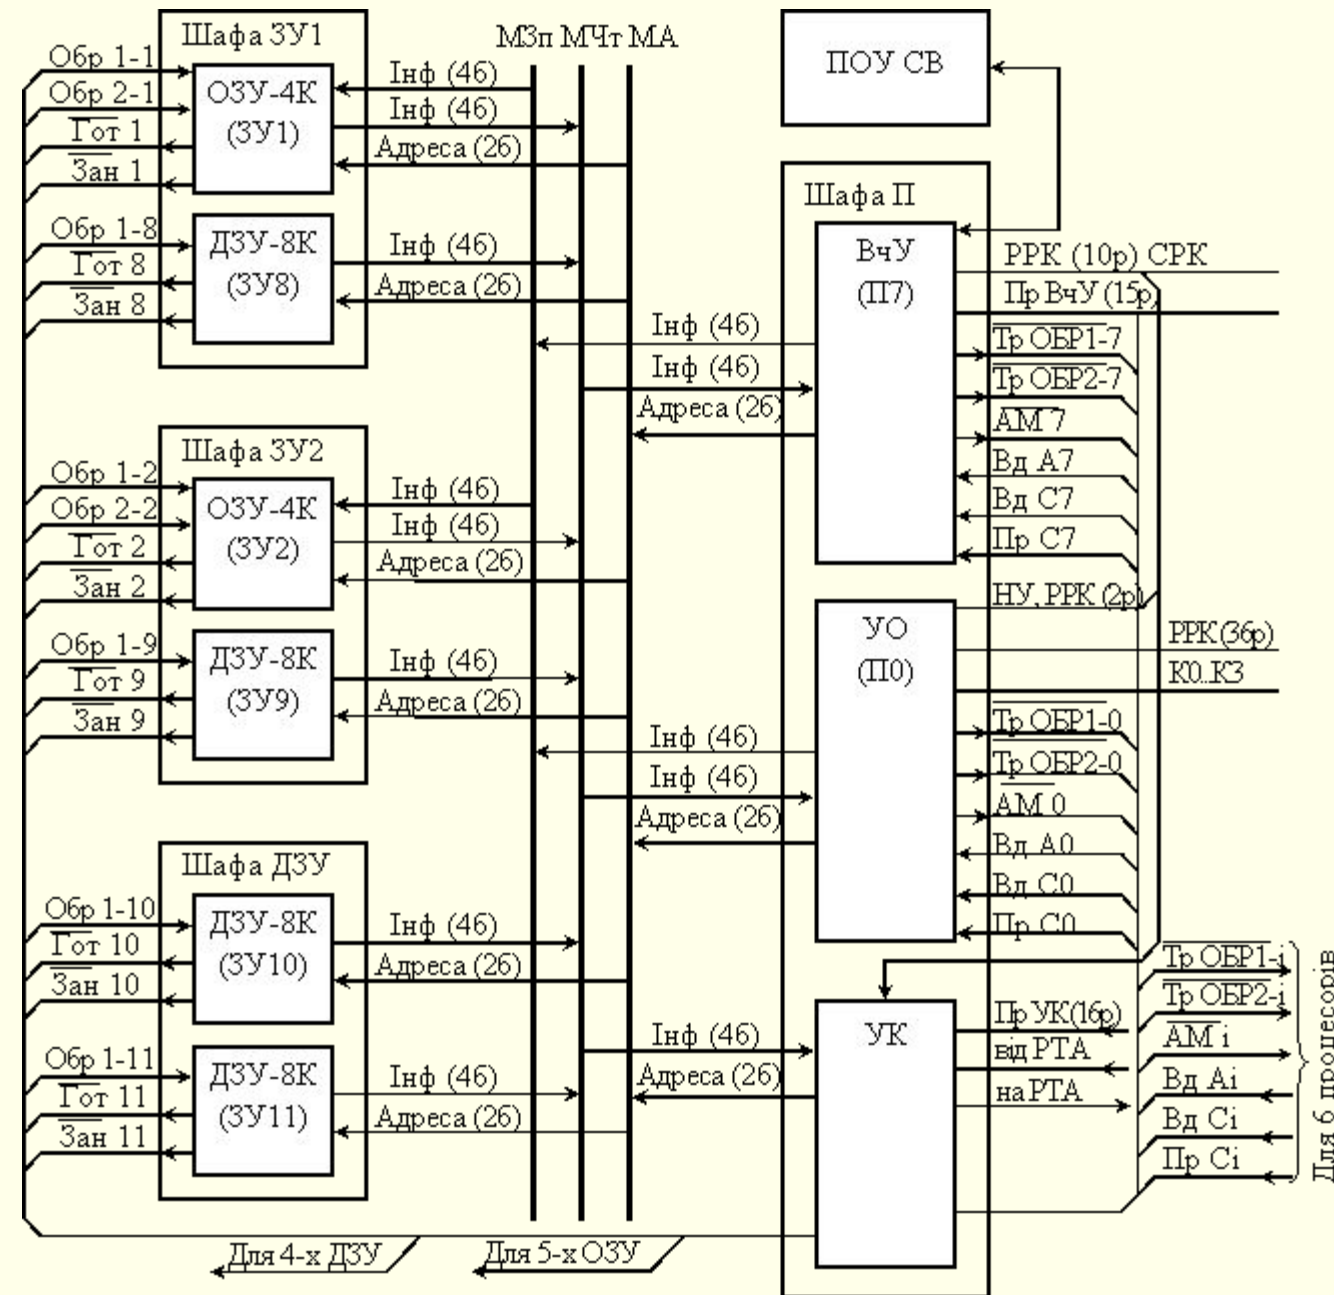 Шафа ЗУ1
МЗп МЧт МА
ПОУ СВ
Обр 1-1
Обр 2-1
Гот 1
Зан 1
ОЗУ-4К
(ЗУ1)
Інф (46)
Інф (46)
Адреса (26)
Обр 1-8
Гот 8
Зан 8
ДЗУ-8К
(ЗУ8)
Інф (46)
Адреса (26)
Шафа П
ВчУ
(П7)
Інф (46)
Інф (46)
Адреса (26)
РРК (10р) СРК
Пр ВчУ (15р)
Тр ОБР1-7
Тр ОБР2-7
АМ 7
Вд А7
Вд С7
Пр С7
Шафа ЗУ2
Обр 1-2
Обр 2-2
Гот 2
Зан 2
ОЗУ-4К
(ЗУ2)
Інф (46)
Інф (46)
Адреса (26)
Обр 1-9
Гот 9
Зан 9
ДЗУ-8К
(ЗУ9)
Інф (46)
Адреса (26)
УО
(П0)
Інф (46)
Інф (46)
Адреса (26)
НУ, РРК (2р)
РРК (36р)
К0..К3
Тр ОБР1-0
Тр ОБР2-0
АМ 0
Вд А0
Вд С0
Пр С0
Шафа ДЗУ
Обр 1-10
Гот 10
Зан 10
ДЗУ-8К
(ЗУ10)
Інф (46)
Адреса (26)
Обр 1-11
Гот 11
Зан 11
ДЗУ-8К
(ЗУ11)
Інф (46)
Адреса (26)
УК
Інф (46)
Адреса (26)
Пр УК (16р)
від РТА
на РТА
Тр ОБР1-і
Тр ОБР2-і
АМ і
Вд Аі
Вд Сі
Пр Сі
Для 6 процесорів
Для 4-х ДЗУ
Для 5-х ОЗУ